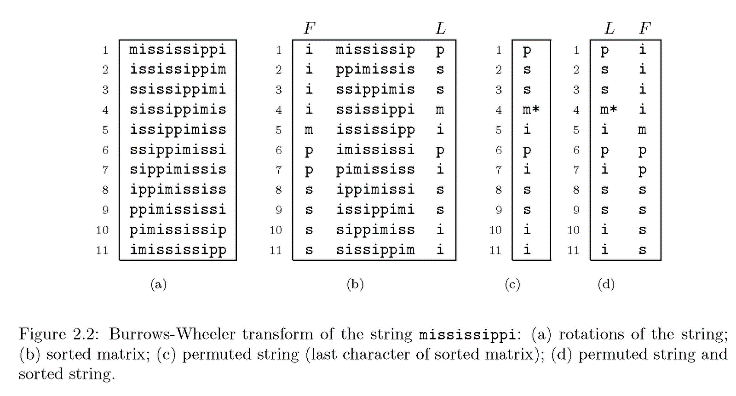 F L L F
1 mississippi 1 i mississip p 1 p 1 p i
2 ississippim 2 i ppimissis s 2 s 2 s i
3 ssissippimi 3 i ssippimis s 3 s 3 s i
4 sissippimis 4 i ssissippi m 4 m* 4 m* i
5 issippimiss 5 m ississipp i 5 i 5 i m
6 ssippimissi 6 p imississi p 6 p 6 p p
7 sippimissis 7 p pimississ i 7 i 7 i p
8 ippimississ 8 s ippimissi s 8 s 8 s s
9 ppimississi 9 s issippimi s 9 s 9 s s
10 pimississip 10 s sippimiss i 10 i 10 i s
11 imississipp 11 s sissippim i 11 i 11 i s
(a) (b) (c) (d)
Figure 2.2: Burrows-Wheeler transform of the string mississippi: (a) rotations of the string;
(b) sorted matrix; (c) permuted string (last character of sorted matrix); (d) permuted string and
sorted string.